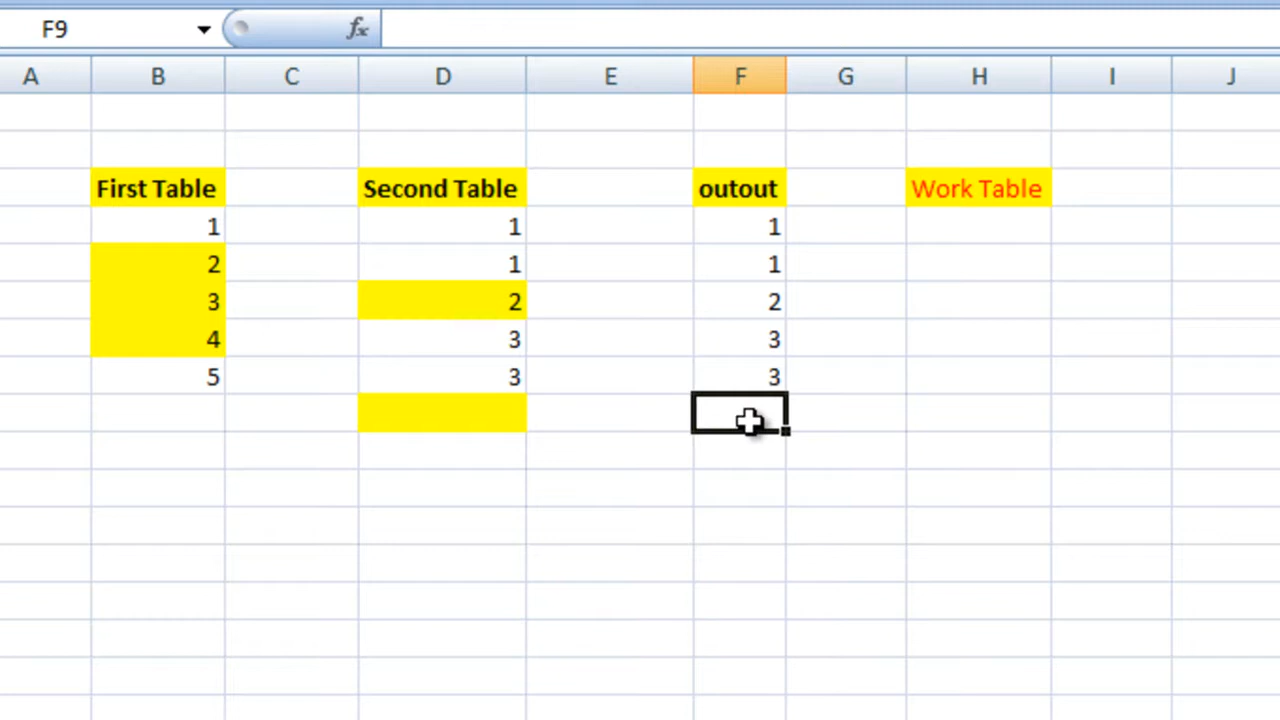 F9 fx
A B C D E F G H I J
First Table Second Table outout Work Table
1 1 1
2 1 1
3 2 2
4 3 3
5 3 3